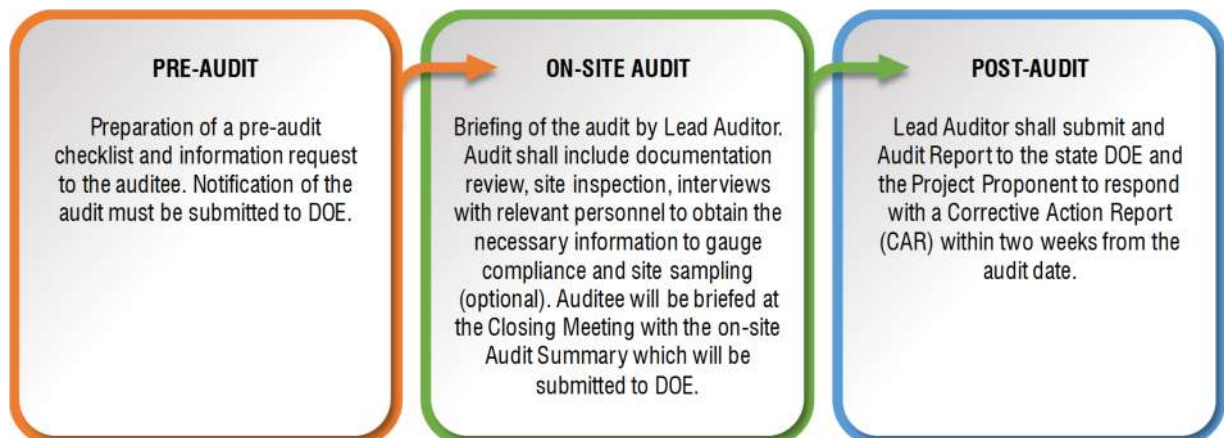 PRE-AUDIT
Preparation of a pre-audit
checklist and information request
to the auditee. Notification of the
audit must be submitted to DOE.
ON-SITE AUDIT
Briefing of the audit by Lead Auditor.
Audit shall include documentation
review, site inspection, interviews
with relevant personnel to obtain the
necessary information to gauge
compliance and site sampling
(optional). Auditee will be briefed at
the Closing Meeting with the on-site
Audit Summary which will be
submitted to DOE.
POST-AUDIT
Lead Auditor shall submit and
Audit Report to the state DOE and
the Project Proponent to respond
with a Corrective Action Report
(CAR) within two weeks from the
audit date.